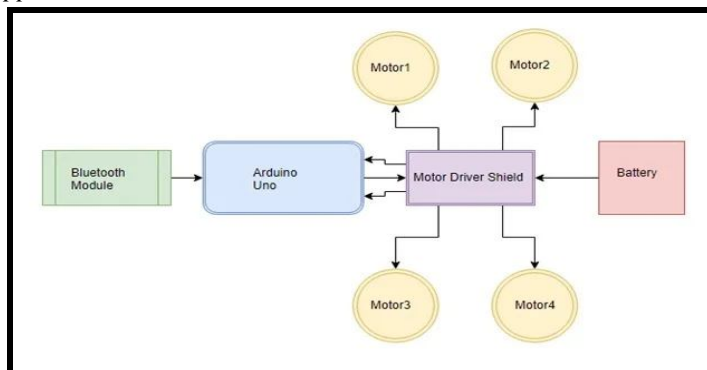 Motor1
Motor2
Bluetooth
Module
Arduino
Uno
Motor Driver Shield
Battery
Motor3
Motor4